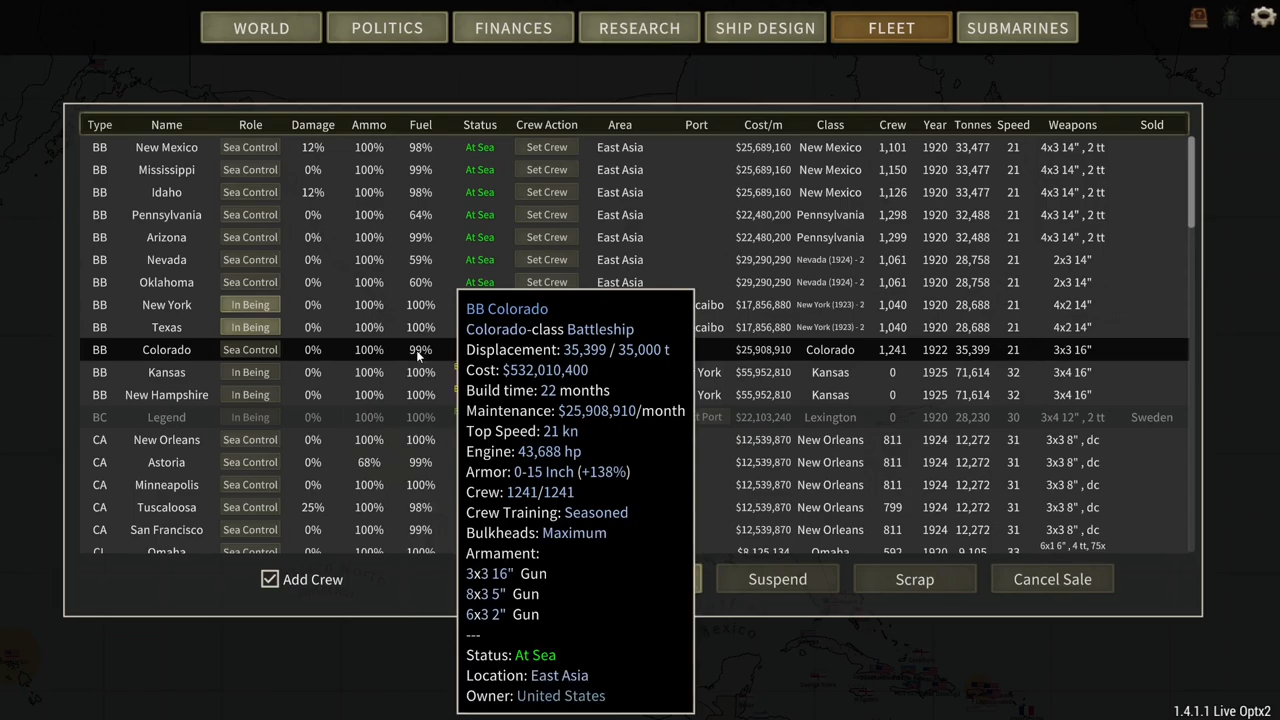 WORLD POLITICS FINANCES RESEARCH SHIP DESIGN FLEET SUBMARINES
Type Name Role Damage Ammo Fuel Status Crew Action Area Port Cost/m Class Crew Year Tonnes Speed Weapons Sold
BB New Mexico Sea Control 12% 100% 98% At Sea Set Crew East Asia $25,689,160 New Mexico 1,101 1920 33,477 21 4x3 14" , 2 tt
BB Mississippi Sea Control 0% 100% 99% At Sea Set Crew East Asia $25,689,160 New Mexico 1,150 1920 33,477 21 4x3 14" , 2 tt
BB Idaho Sea Control 12% 100% 98% At Sea Set Crew East Asia $25,689,160 New Mexico 1,126 1920 33,477 21 4x3 14" , 2 tt
BB Pennsylvania Sea Control 0% 100% 64% At Sea Set Crew East Asia $22,480,200 Pennsylvania 1,298 1920 32,488 21 4x3 14" , 2 tt
BB Arizona Sea Control 0% 100% 99% At Sea Set Crew East Asia $22,480,200 Pennsylvania 1,299 1920 32,488 21 4x3 14" , 2 tt
BB Nevada Sea Control 0% 100% 59% At Sea Set Crew East Asia $29,290,290 Nevada (1924) - 2 1,061 1920 28,758 21 2x3 14"
BB Oklahoma Sea Control 0% 100% 60% At Sea Set Crew East Asia $29,290,290 Nevada (1924) - 2 1,061 1920 28,758 21 2x3 14"
BB New York In Being 0% 100% 100% caibo $17,856,880 New York (1923) - 2 1,040 1920 28,688 21 4x2 14"
BB Texas In Being 0% 100% 100% caibo $17,856,880 New York (1923) - 2 1,040 1920 28,688 21 4x2 14"
BB Colorado Sea Control 0% 100% 99% $25,908,910 Colorado 1,241 1922 35,399 21 3x3 16"
BB Kansas In Being 0% 100% 100% York $55,952,810 Kansas 0 1925 71,614 32 3x4 16"
BB New Hampshire In Being 0% 100% 100% York $55,952,810 Kansas 0 1925 71,614 32 3x4 16"
BC Legend In Being 0% 100% 100% t Port $22,103,240 Lexington 0 1920 28,230 30 3x4 12" , 2 tt Sweden
CA New Orleans Sea Control 0% 100% 99% $12,539,870 New Orleans 811 1924 12,272 31 3x3 8" , dc
CA Astoria Sea Control 0% 68% 99% $12,539,870 New Orleans 811 1924 12,272 31 3x3 8" , dc
CA Minneapolis Sea Control 0% 100% 100% $12,539,870 New Orleans 811 1924 12,272 31 3x3 8" , dc
CA Tuscaloosa Sea Control 25% 100% 98% $12,539,870 New Orleans 799 1924 12,272 31 3x3 8" , dc
CA San Francisco Sea Control 0% 100% 99% $12,539,870 New Orleans 811 1924 12,272 31 3x3 8" , dc
CL Omaha Sea Control 0% 100% 100% $8,125,134 Omaha 592 1920 9,105 33 6x1 6" , 4 tt, 75x
BB Colorado
Colorado-class Battleship
Displacement: 35,399 / 35,000 t
Cost: $532,010,400
Build time: 22 months
Maintenance: $25,908,910/month
Top Speed: 21 kn
Engine: 43,688 hp
Armor: 0-15 Inch (+138%)
Crew: 1241/1241
Crew Training: Seasoned
Bulkheads: Maximum
Armament:
3x3 16" Gun
8x3 5" Gun
6x3 2" Gun
---
Status: At Sea
Location: East Asia
Owner: United States
Add Crew Suspend Scrap Cancel Sale
1.4.1.1 Live Optx2